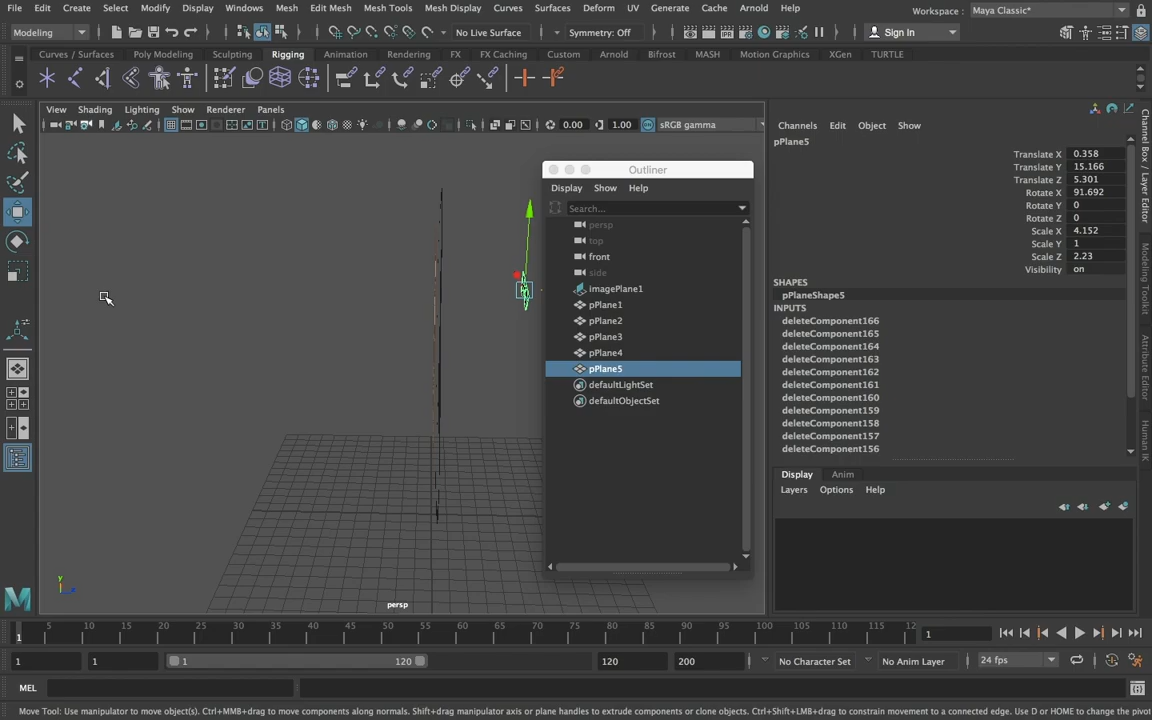 File Edit Create Select Modify Display Windows Mesh Edit Mesh Mesh Tools Mesh Display Curves Surfaces Deform UV Generate Cache Arnold Help Workspace : Maya Classic*
Modeling No Live Surface Symmetry: Off Sign In
Curves / Surfaces Poly Modeling Sculpting Rigging Animation Rendering FX FX Caching Custom Arnold Bifrost MASH Motion Graphics XGen TURTLE
View Shading Lighting Show Renderer Panels
0.00 1.00 sRGB gamma
Outliner
Display Show Help
Search...
persp
top
front
side
imagePlane1
pPlane1
pPlane2
pPlane3
pPlane4
pPlane5
defaultLightSet
defaultObjectSet
persp
Channels Edit Object Show
pPlane5
Translate X 0.358
Translate Y 15.166
Translate Z 5.301
Rotate X 91.692
Rotate Y 0
Rotate Z 0
Scale X 4.152
Scale Y 1
Scale Z 2.23
Visibility on
SHAPES
pPlaneShape5
INPUTS
deleteComponent166
deleteComponent165
deleteComponent164
deleteComponent163
deleteComponent162
deleteComponent161
deleteComponent160
deleteComponent159
deleteComponent158
deleteComponent157
deleteComponent156
Display Anim
Layers Options Help
Channel Box / Layer Editor
Modeling Toolkit
Attribute Editor
Human IK
1 5 10 15 20 25 30 35 40 45 50 55 60 65 70 75 80 85 90 95 100 105 110 115 12 1
1 1 1 120 120 200 No Character Set No Anim Layer 24 fps
MEL
Move Tool: Use manipulator to move object(s). Ctrl+MMB+drag to move components along normals. Shift+drag manipulator axis or plane handles to extrude components or clone objects. Ctrl+Shift+LMB+drag to constrain movement to a connected edge. Use D or HOME to change the pivot